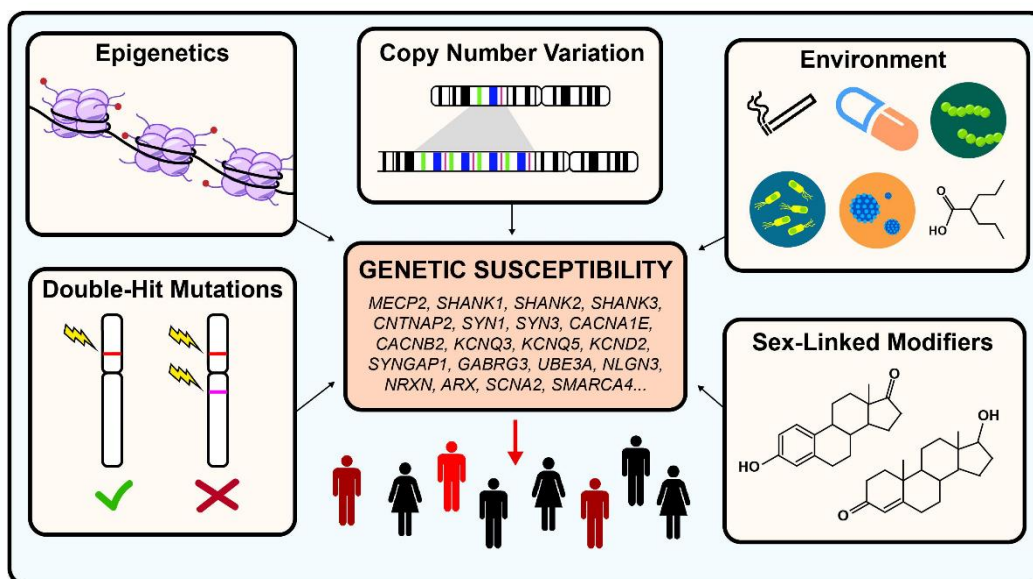 Epigenetics
Copy Number Variation
Environment
O
HO
GENETIC SUSCEPTIBILITY
MECP2, SHANK1, SHANK2, SHANK3,
CNTNAP2, SYN1, SYN3, CACNA1E,
CACNB2, KCNQ3, KCNQ5, KCND2,
SYNGAP1, GABRG3, UBE3A, NLGN3,
NRXN, ARX, SCNA2, SMARCA4...
Double-Hit Mutations
Sex-Linked Modifiers
O
HO
OH
O